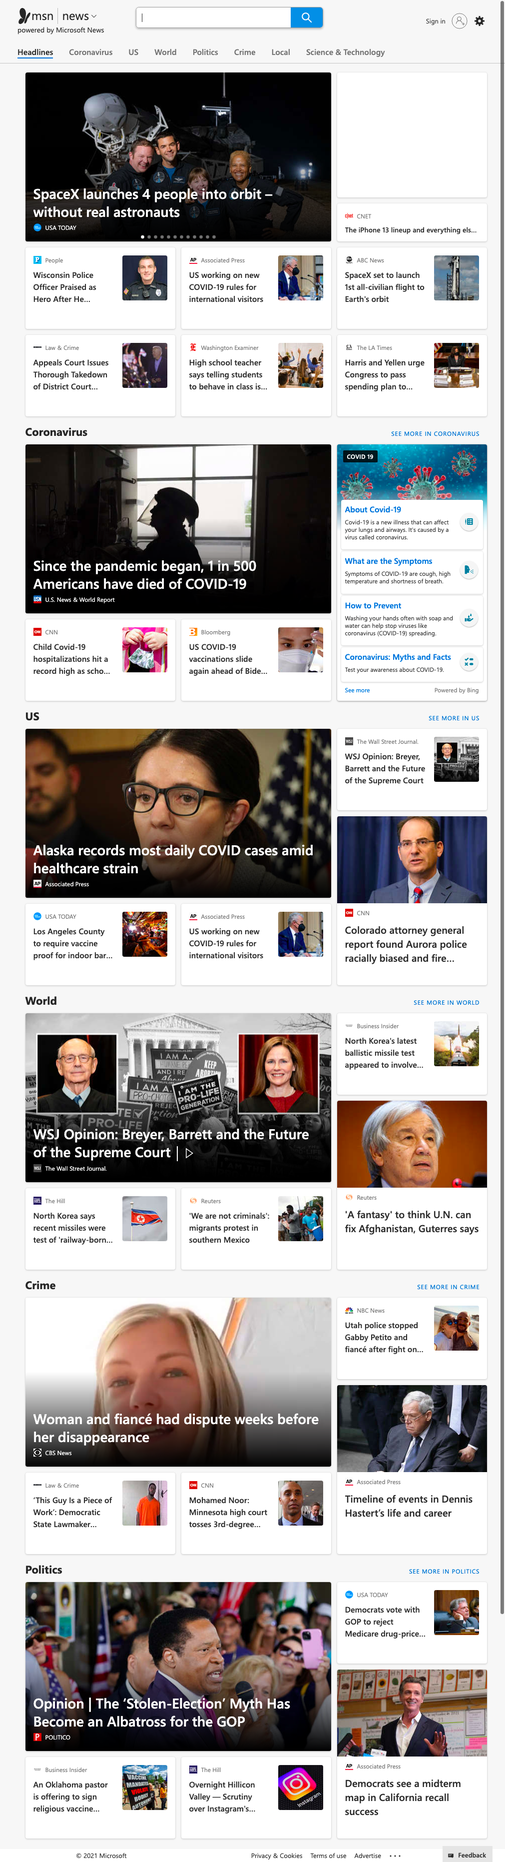 msn | news
powered by Microsoft News
Sign in
Headlines Coronavirus US World Politics Crime Local Science & Technology
SpaceX launches 4 people into orbit –
without real astronauts
USA TODAY
CNET
The iPhone 13 lineup and everything els...
People
Wisconsin Police
Officer Praised as
Hero After He...
Associated Press
US working on new
COVID-19 rules for
international visitors
ABC News
SpaceX set to launch
1st all-civilian flight to
Earth's orbit
Law & Crime
Appeals Court Issues
Thorough Takedown
of District Court...
Washington Examiner
High school teacher
says telling students
to behave in class is...
The LA Times
Harris and Yellen urge
Congress to pass
spending plan to...
Coronavirus
SEE MORE IN CORONAVIRUS
Since the pandemic began, 1 in 500
Americans have died of COVID-19
U.S. News & World Report
COVID 19
About Covid-19
Covid-19 is a new illness that can affect
your lungs and airways. It's caused by a
virus called coronavirus.
What are the Symptoms
Symptoms of COVID-19 are cough, high
temperature and shortness of breath.
How to Prevent
Washing your hands often with soap and
water can help stop viruses like
coronavirus (COVID-19) spreading.
Coronavirus: Myths and Facts
Test your awareness about COVID-19.
See more
Powered by Bing
CNN
Child Covid-19
hospitalizations hit a
record high as scho...
Bloomberg
US COVID-19
vaccinations slide
again ahead of Bide...
US
SEE MORE IN US
Alaska records most daily COVID cases amid
healthcare strain
Associated Press
The Wall Street Journal.
WSJ Opinion: Breyer,
Barrett and the Future
of the Supreme Court
CNN
Colorado attorney general
report found Aurora police
racially biased and fire...
USA TODAY
Los Angeles County
to require vaccine
proof for indoor bar...
Associated Press
US working on new
COVID-19 rules for
international visitors
World
SEE MORE IN WORLD
I AM THE
PRO-LIFE
GENERATION
WSJ Opinion: Breyer, Barrett and the Future
of the Supreme Court |
The Wall Street Journal.
Business Insider
North Korea's latest
ballistic missile test
appeared to involve...
Reuters
'A fantasy' to think U.N. can
fix Afghanistan, Guterres says
The Hill
North Korea says
recent missiles were
test of 'railway-born...
Reuters
'We are not criminals':
migrants protest in
southern Mexico
Crime
SEE MORE IN CRIME
Woman and fiancé had dispute weeks before
her disappearance
CBS News
NBC News
Utah police stopped
Gabby Petito and
fiancé after fight on...
Associated Press
Timeline of events in Dennis
Hastert's life and career
Law & Crime
'This Guy Is a Piece of
Work': Democratic
State Lawmaker...
CNN
Mohamed Noor:
Minnesota high court
tosses 3rd-degree...
Politics
SEE MORE IN POLITICS
Opinion | The 'Stolen-Election' Myth Has
Become an Albatross for the GOP
POLITICO
USA TODAY
Democrats vote with
GOP to reject
Medicare drug-price...
Associated Press
Democrats see a midterm
map in California recall
success
Business Insider
An Oklahoma pastor
is offering to sign
religious vaccine...
The Hill
Overnight Hillicon
Valley — Scrutiny
over Instagram's...
Instagram
© 2021 Microsoft
Privacy & Cookies Terms of use Advertise
Feedback